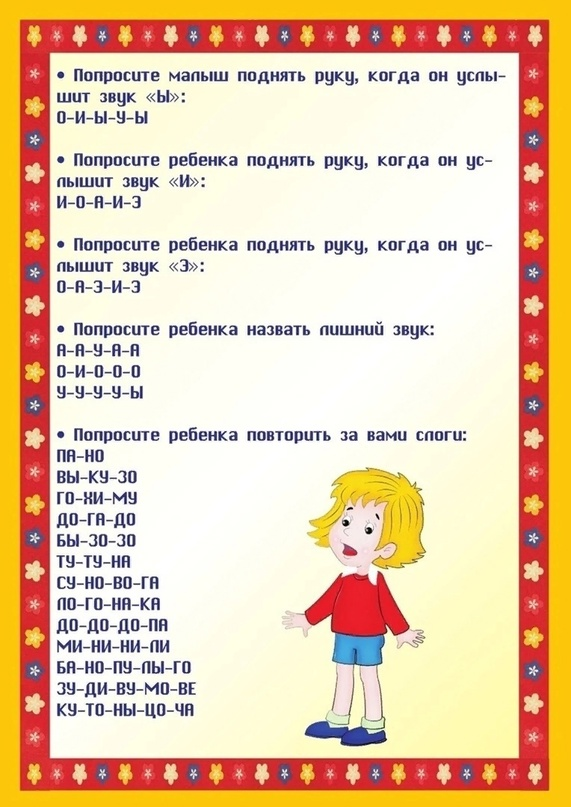 • Попросите малыш поднять руку, когда он услы-
шит звук «Ы»:
О-И-Ы-У-Ы
• Попросите ребенка поднять руку, когда он ус-
лышит звук «И»:
И-О-А-И-Э
• Попросите ребенка поднять руку, когда он ус-
лышит звук «Э»:
О-А-Э-И-Э
• Попросите ребенка назвать лишний звук:
А-А-У-А-А
О-И-О-О-О
У-У-У-У-Ы
• Попросите ребенка повторить за вами слоги:
ПА-НО
ВЫ-КУ-ЗО
ГО-ХИ-МУ
ДО-ГА-ДО
БЫ-ЗО-ЗО
ТУ-ТУ-НА
СУ-НО-ВО-ГА
ЛО-ГО-НА-КА
ДО-ДО-ДО-ПА
МИ-НИ-НИ-ЛИ
БА-НО-ПУ-ЛЫ-ГО
ЗУ-ДИ-ВУ-МО-ВЕ
КУ-ТО-НЫ-ЦО-ЧА